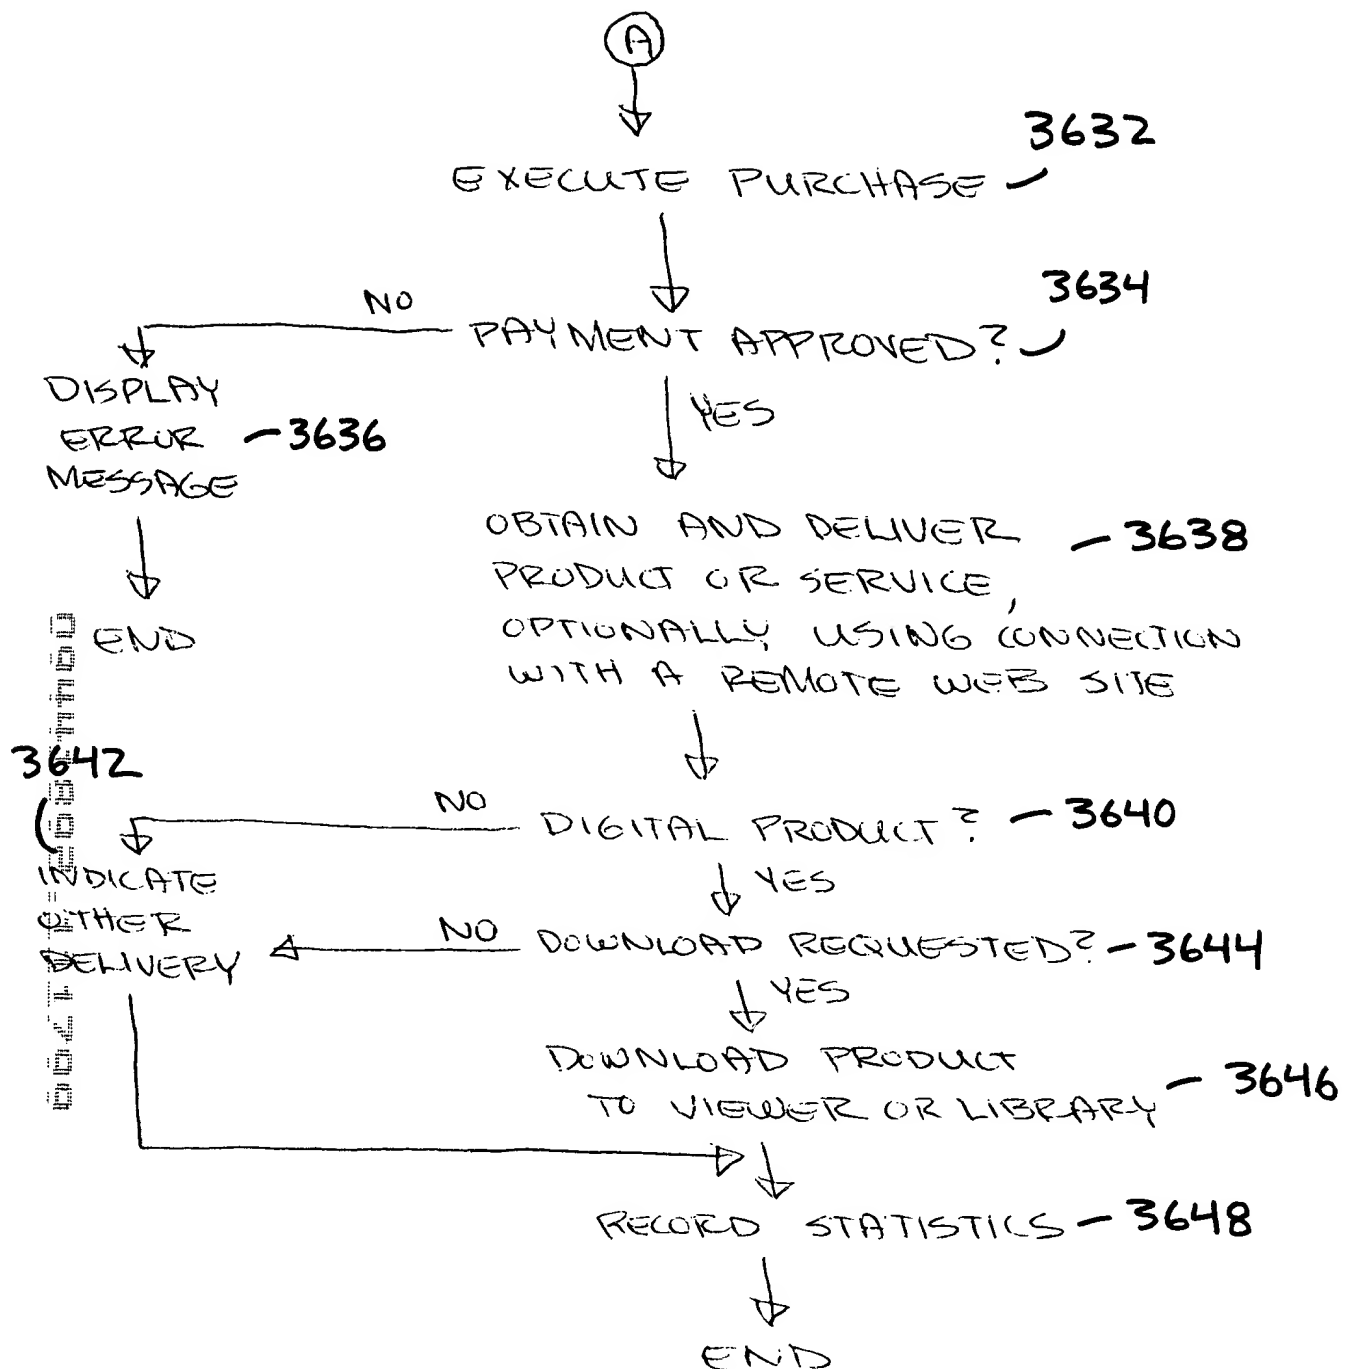 A
3632
EXECUTE PURCHASE
3634
NO
PAYMENT APPROVED?
YES
DISPLAY
ERROR
MESSAGE
3636
END
OBTAIN AND DELIVER
PRODUCT OR SERVICE,
OPTIONALLY USING CONNECTION
WITH A REMOTE WEB SITE
3638
3642
NO
DIGITAL PRODUCT?
3640
YES
INDICATE
OTHER
DELIVERY
NO
DOWNLOAD REQUESTED?
3644
YES
DOWNLOAD PRODUCT
TO VIEWER OR LIBRARY
3646
RECORD STATISTICS
3648
END